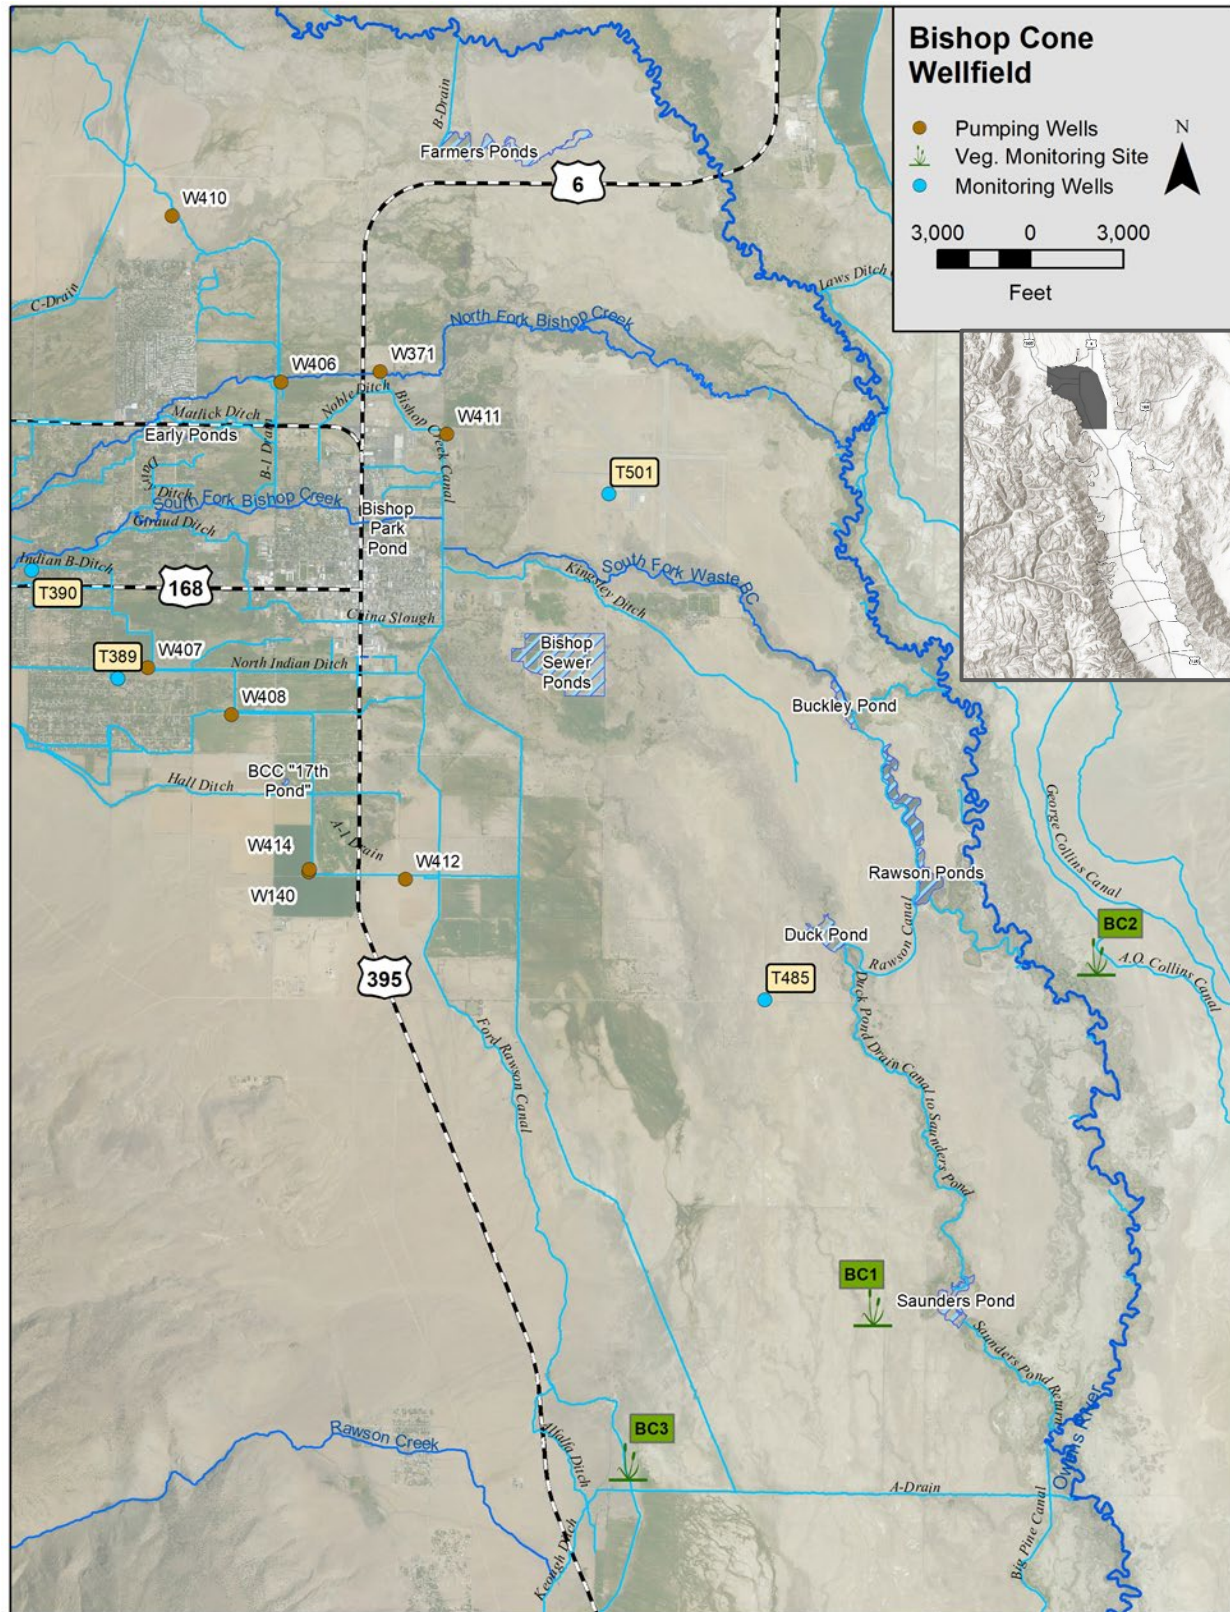 Bishop Cone
Wellfield
Pumping Wells
Veg. Monitoring Site
Monitoring Wells
N
3,000 0 3,000
Feet
B-Drain
Farmers Ponds
6
W410
C-Drain
Laws Ditch
North Fork Bishop Creek
W371
W406
Noble Ditch
Bishop Creek Canal
W411
Matlick Ditch
Early Ponds
B-1 Drain
T501
Ditch
South Fork Bishop Creek
Giraud Ditch
Bishop
Park
Pond
Indian B-Ditch
T390
168
South Fork Waste BC
Kingsley Ditch
China Slough
T389
W407
North Indian Ditch
Bishop
Sewer
Ponds
W408
Buckley Pond
BCC "17th
Pond"
Hall Ditch
A-1 Drain
George Collins Canal
W414
W412
W140
Rawson Ponds
Duck Pond
Rawson Canal
BC2
A.O. Collins Canal
395
T485
Duck Pond Drain Canal to Saunders Pond
Ford Rawson Canal
BC1
Saunders Pond
Saunders Pond Return
Owens River
Rawson Creek
BC3
Alfalfa Ditch
A-Drain
Keough Ditch
Big Pine Canal